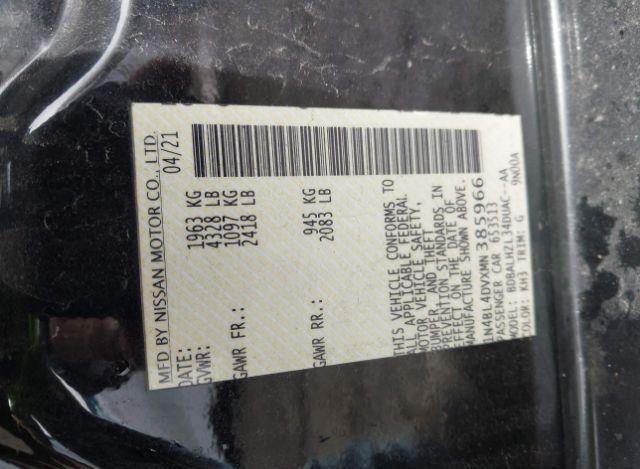 MFD BY NISSAN MOTOR CO., LTD.
DATE: 04/21
GVWR: 1963 KG
4328 LB
GAWR FR.: 1097 KG
2418 LB
GAWR RR.: 945 KG
2083 LB
THIS VEHICLE CONFORMS TO
ALL APPLICABLE FEDERAL
MOTOR VEHICLE SAFETY,
BUMPER, AND THEFT
PREVENTION STANDARDS IN
EFFECT ON THE DATE OF
MANUFACTURE SHOWN ABOVE.
1N4BL4DVXMN385966
PASSENGER CAR 653513
MODEL: BDBALHZL34DUAC--AA
COLOR: KH3 TRIM: G 9N00A